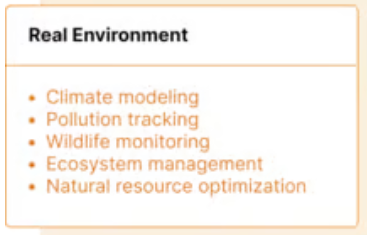 Real Environment
• Climate modeling
• Pollution tracking
• Wildlife monitoring
• Ecosystem management
• Natural resource optimization